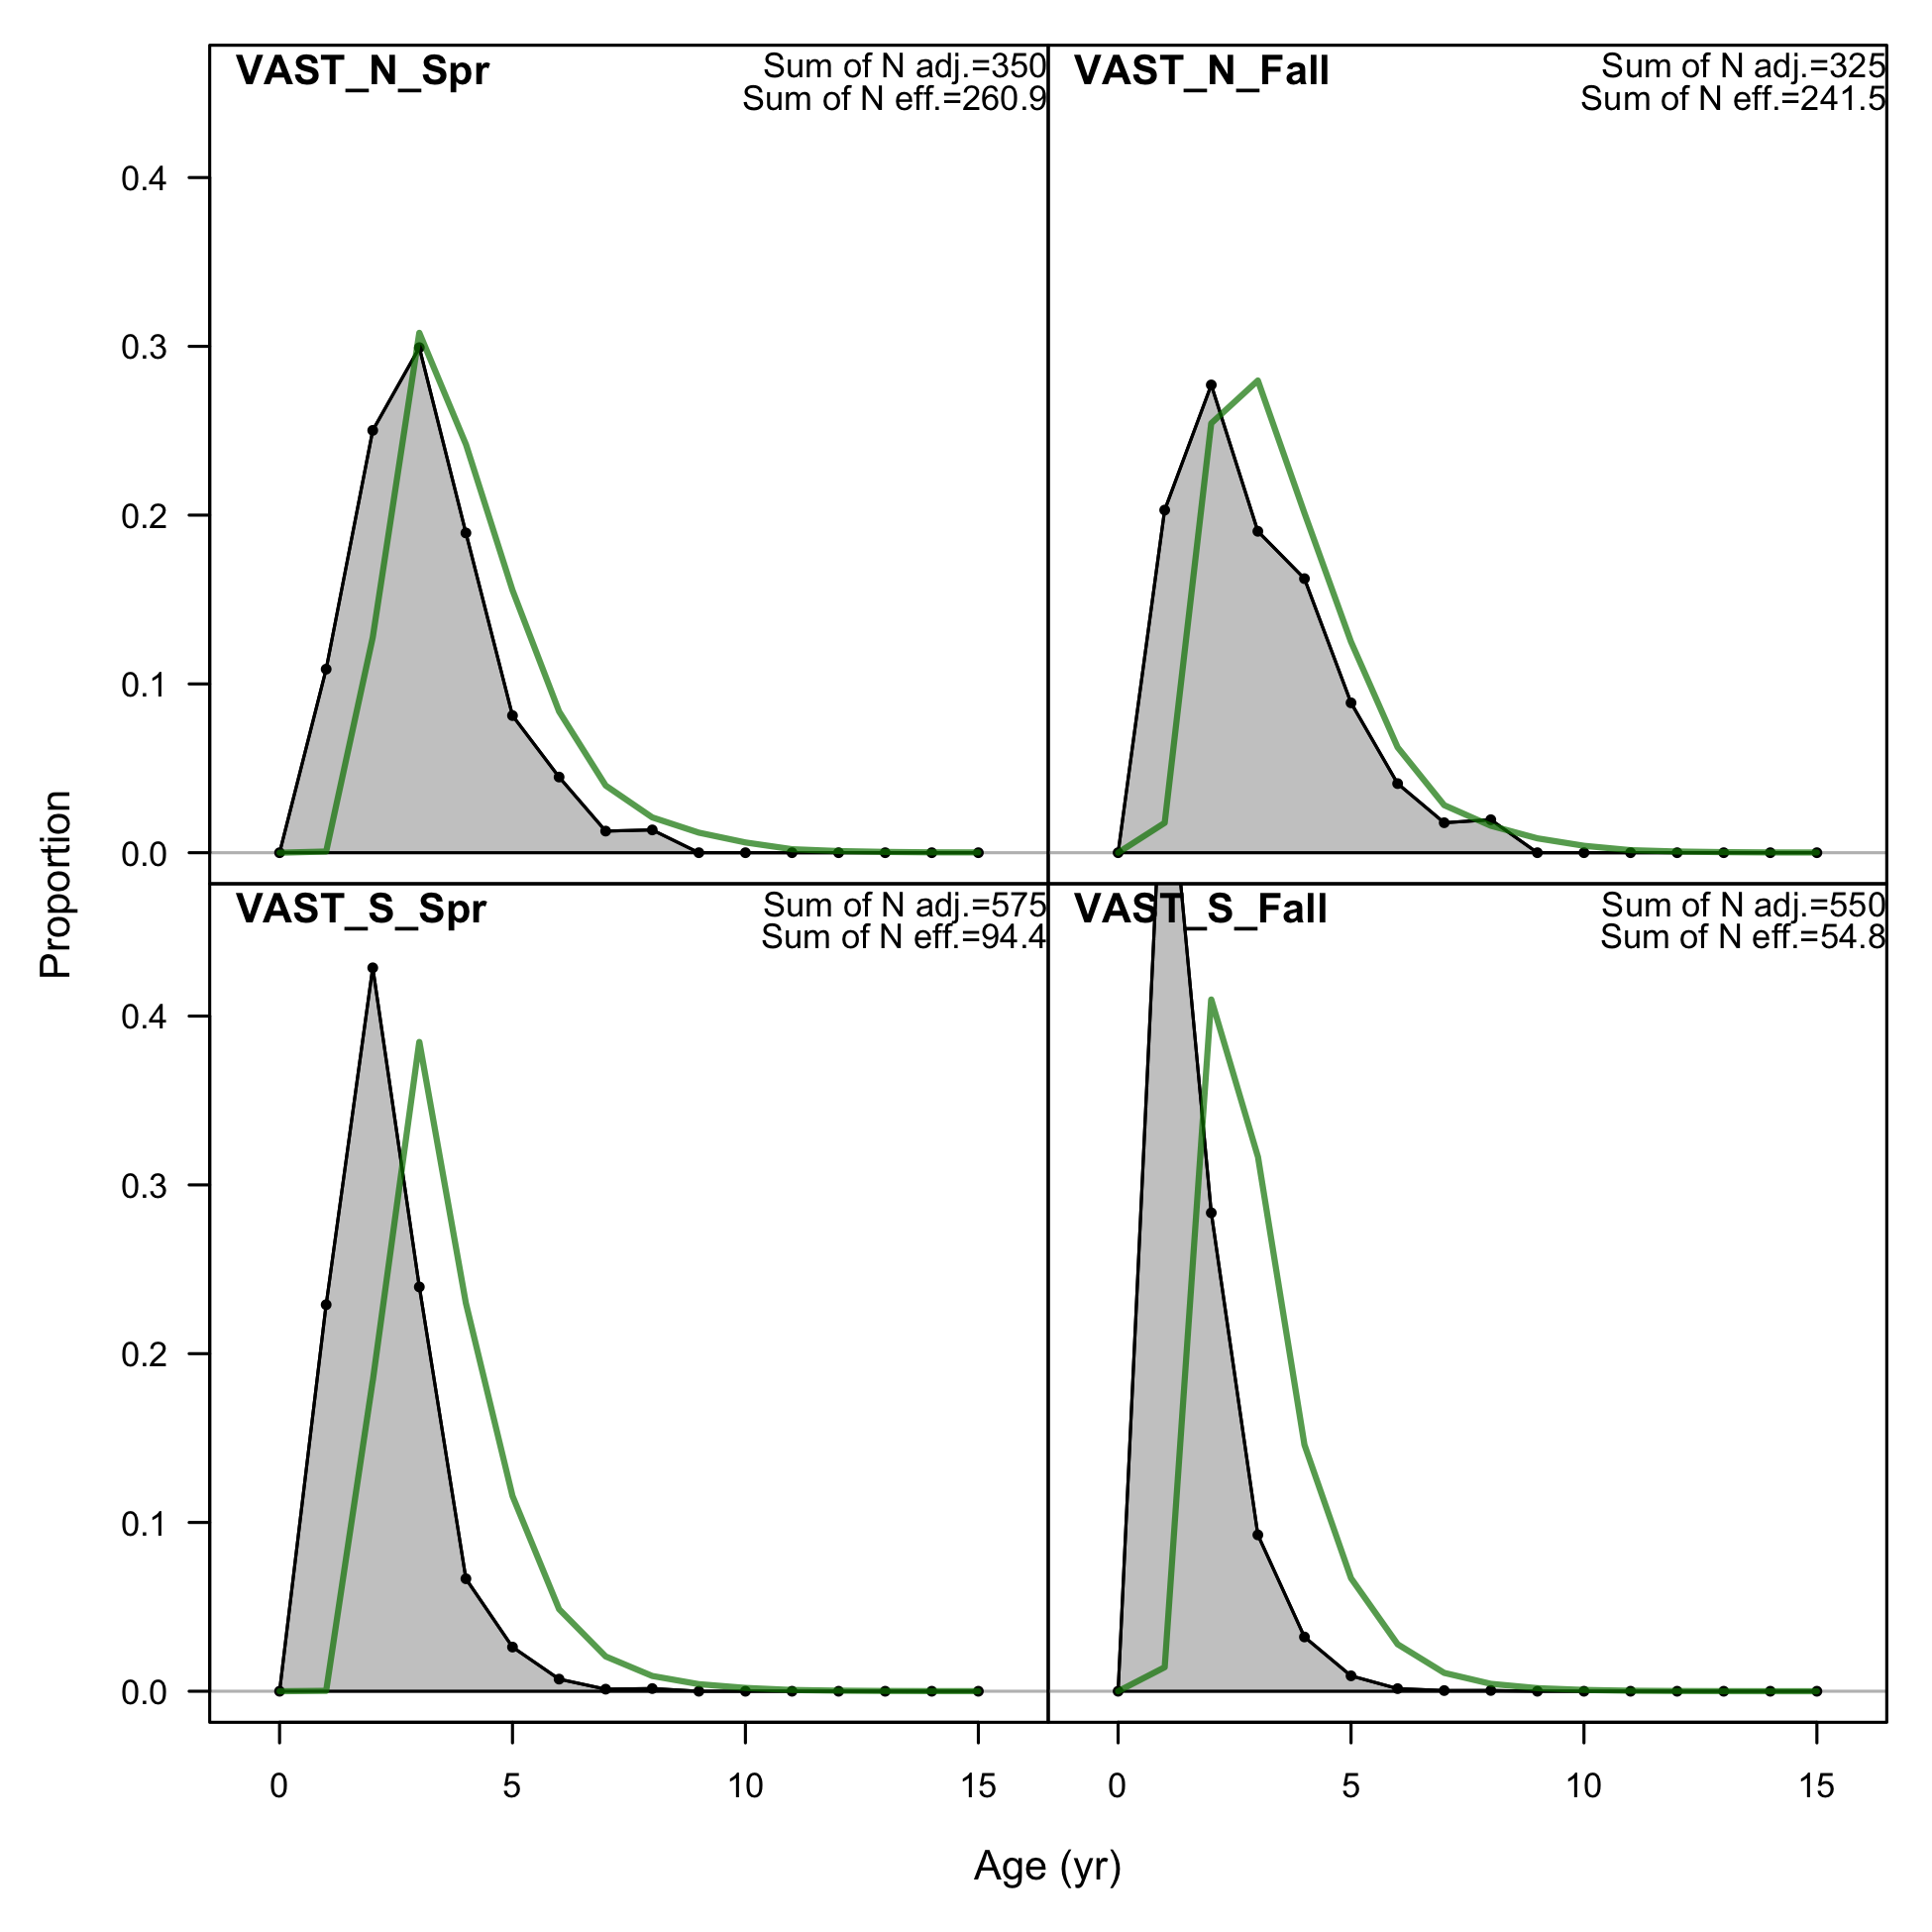 VAST_N_Spr
Sum of N adj.=350
Sum of N eff.=260.9
VAST_N_Fall
Sum of N adj.=325
Sum of N eff.=241.5
0.4
0.3
0.2
0.1
0.0
VAST_S_Spr
Sum of N adj.=575
Sum of N eff.=94.4
VAST_S_Fall
Sum of N adj.=550
Sum of N eff.=54.8
0.4
0.3
0.2
0.1
0.0
Proportion
0 5 10 15
0 5 10 15
Age (yr)